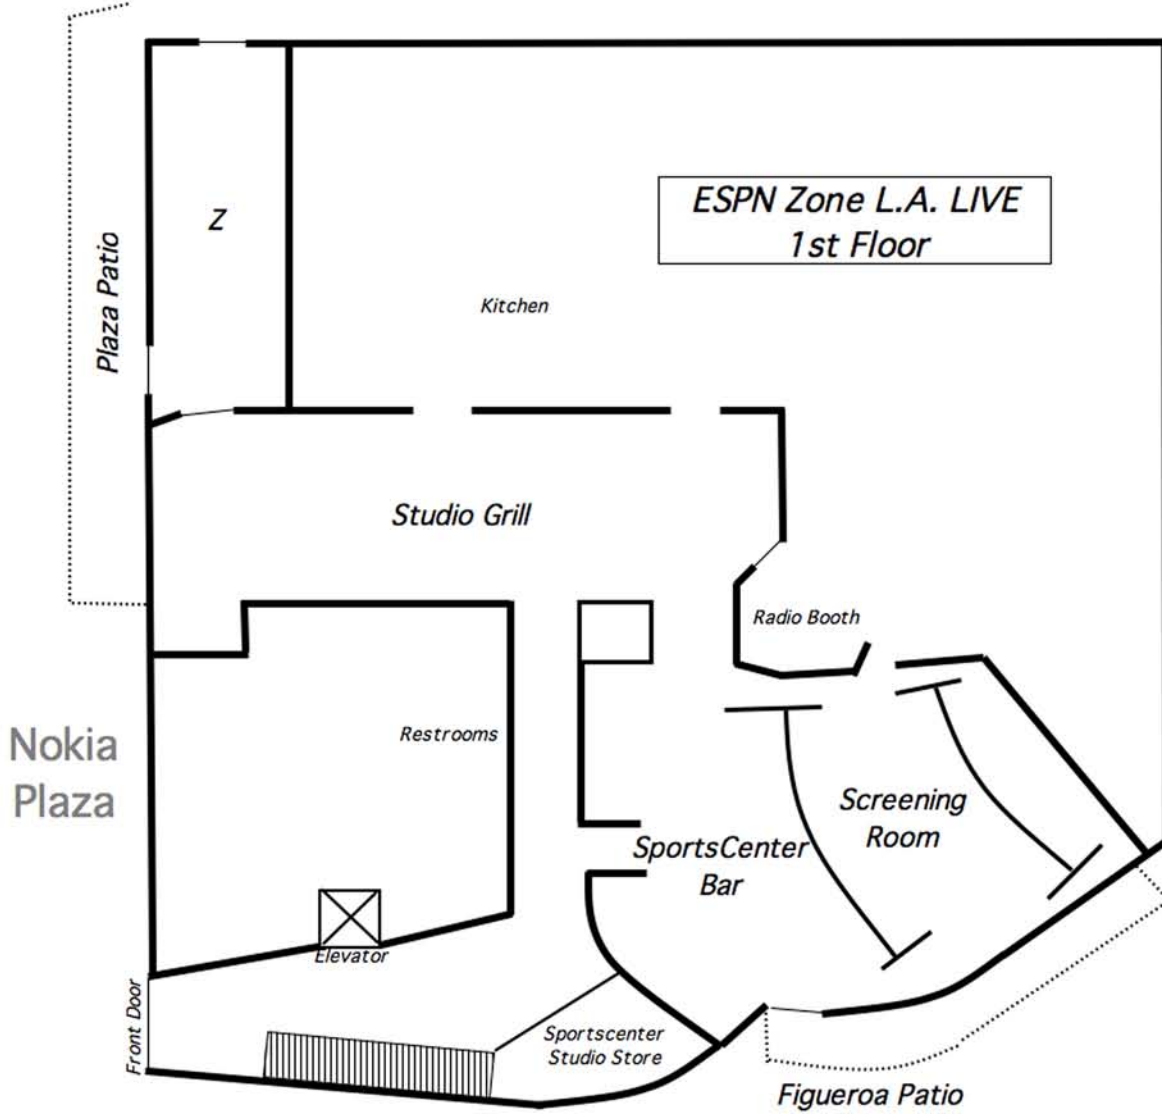 ESPN Zone L.A. LIVE
1st Floor
Z
Plaza Patio
Kitchen
Studio Grill
Radio Booth
Restrooms
Nokia
Plaza
Screening
Room
SportsCenter
Bar
Elevator
Front Door
Sportscenter
Studio Store
Figueroa Patio